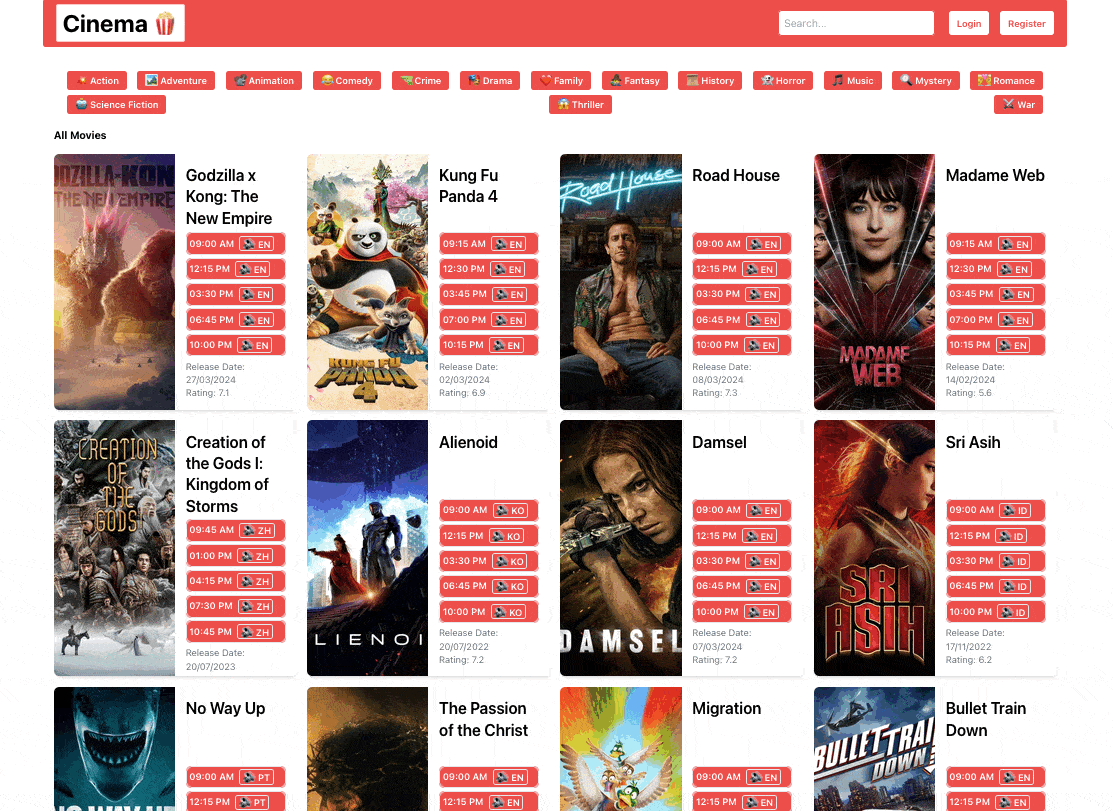 Cinema
Search...
Login
Register
Action
Adventure
Animation
Comedy
Crime
Drama
Family
Fantasy
History
Horror
Music
Mystery
Romance
Science Fiction
Thriller
War
All Movies
GODZILLA x KONG
THE NEW EMPIRE
Godzilla x
Kong: The
New Empire
09:00 AM EN
12:15 PM EN
03:30 PM EN
06:45 PM EN
10:00 PM EN
Release Date:
27/03/2024
Rating: 7.1
KUNG FU
PANDA
4
Kung Fu
Panda 4
09:15 AM EN
12:30 PM EN
03:45 PM EN
07:00 PM EN
10:15 PM EN
Release Date:
02/03/2024
Rating: 6.9
Road House
Road House
09:00 AM EN
12:15 PM EN
03:30 PM EN
06:45 PM EN
10:00 PM EN
Release Date:
08/03/2024
Rating: 7.3
MADAME
WEB
Madame Web
09:15 AM EN
12:30 PM EN
03:45 PM EN
07:00 PM EN
10:15 PM EN
Release Date:
14/02/2024
Rating: 5.6
CREATION
OF
THE
GODS
Creation of
the Gods I:
Kingdom of
Storms
09:45 AM ZH
01:00 PM ZH
04:15 PM ZH
07:30 PM ZH
10:45 PM ZH
Release Date:
20/07/2023
LIENOI
Alienoid
09:00 AM KO
12:15 PM KO
03:30 PM KO
06:45 PM KO
10:00 PM KO
Release Date:
20/07/2022
Rating: 7.2
DAMSEL
Damsel
09:00 AM EN
12:15 PM EN
03:30 PM EN
06:45 PM EN
10:00 PM EN
Release Date:
07/03/2024
Rating: 7.2
SRI
ASIH
Sri Asih
09:00 AM ID
12:15 PM ID
03:30 PM ID
06:45 PM ID
10:00 PM ID
Release Date:
17/11/2022
Rating: 6.2
NO WAY UP
No Way Up
09:00 AM PT
12:15 PM PT
The Passion
of the Christ
09:00 AM EN
12:15 PM EN
Migration
09:00 AM EN
12:15 PM EN
BULLET TRAI
DOWN
Bullet Train
Down
09:00 AM EN
12:15 PM EN